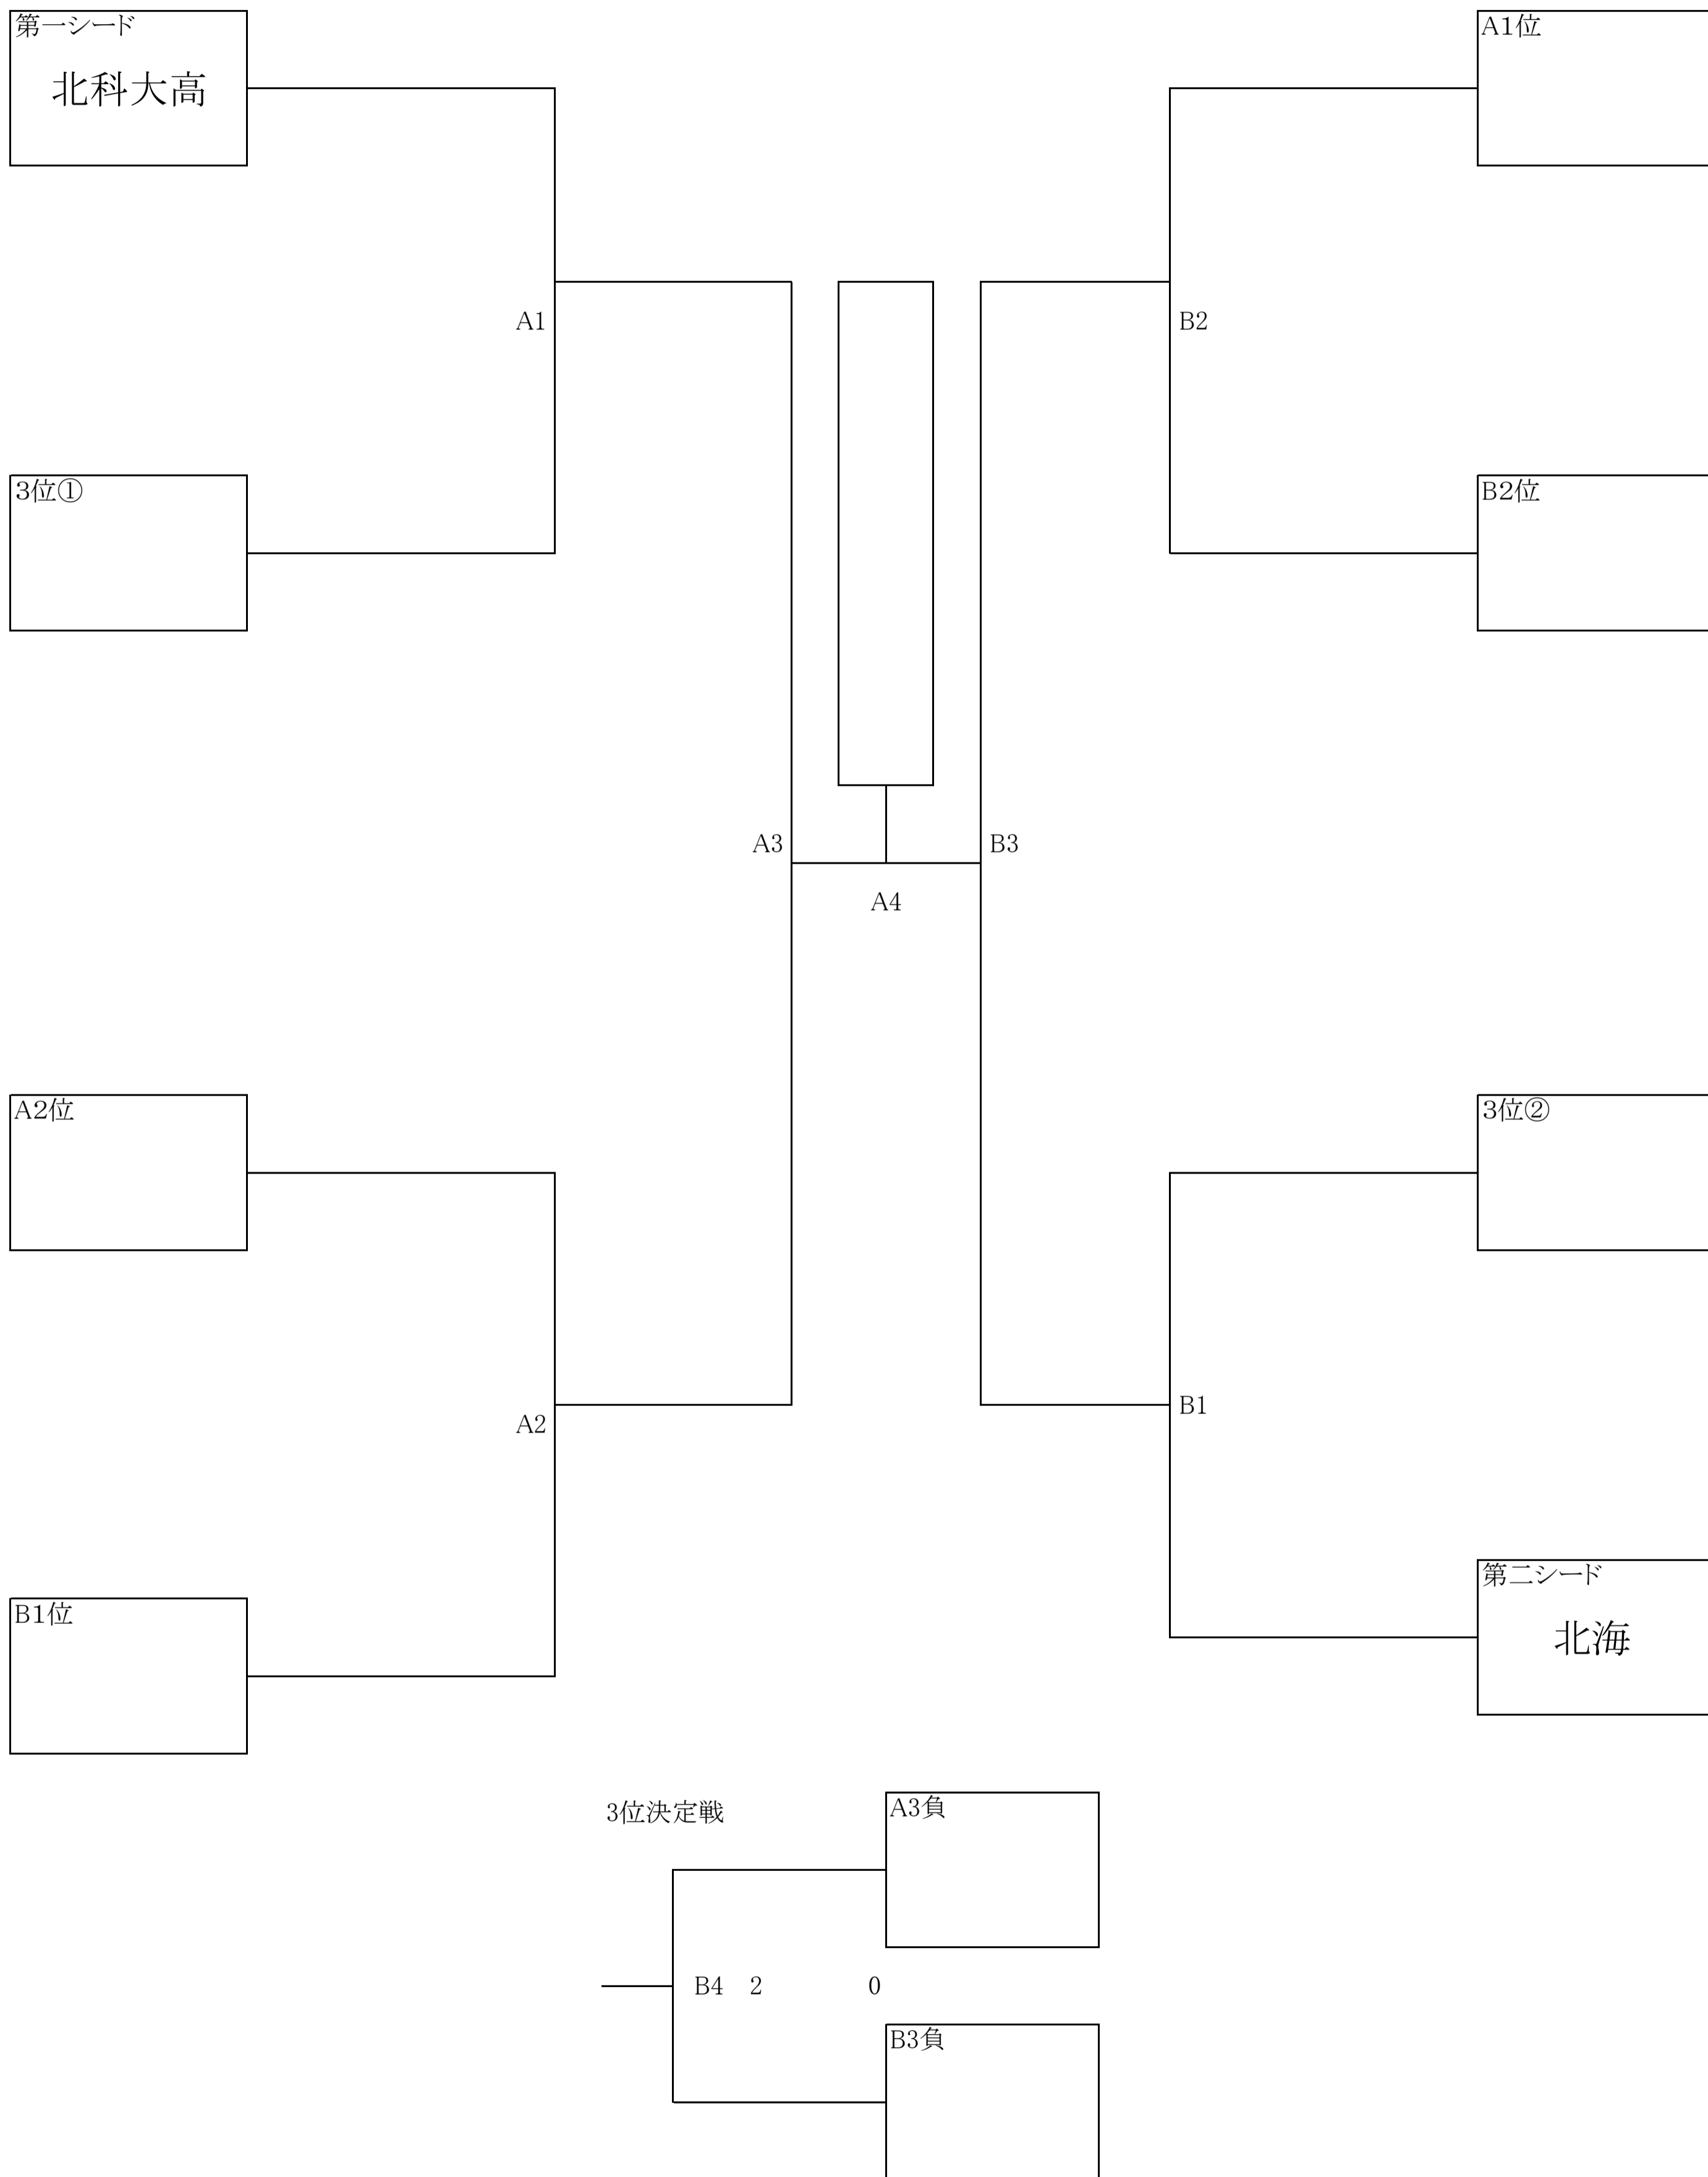 第一シード
北科大高
A1位
A1
B2
3位①
B2位
A3
B3
A4
A2位
3位②
A2
B1
B1位
第二シード
北海
3位決定戦
A3負
B4 2 0
B3負